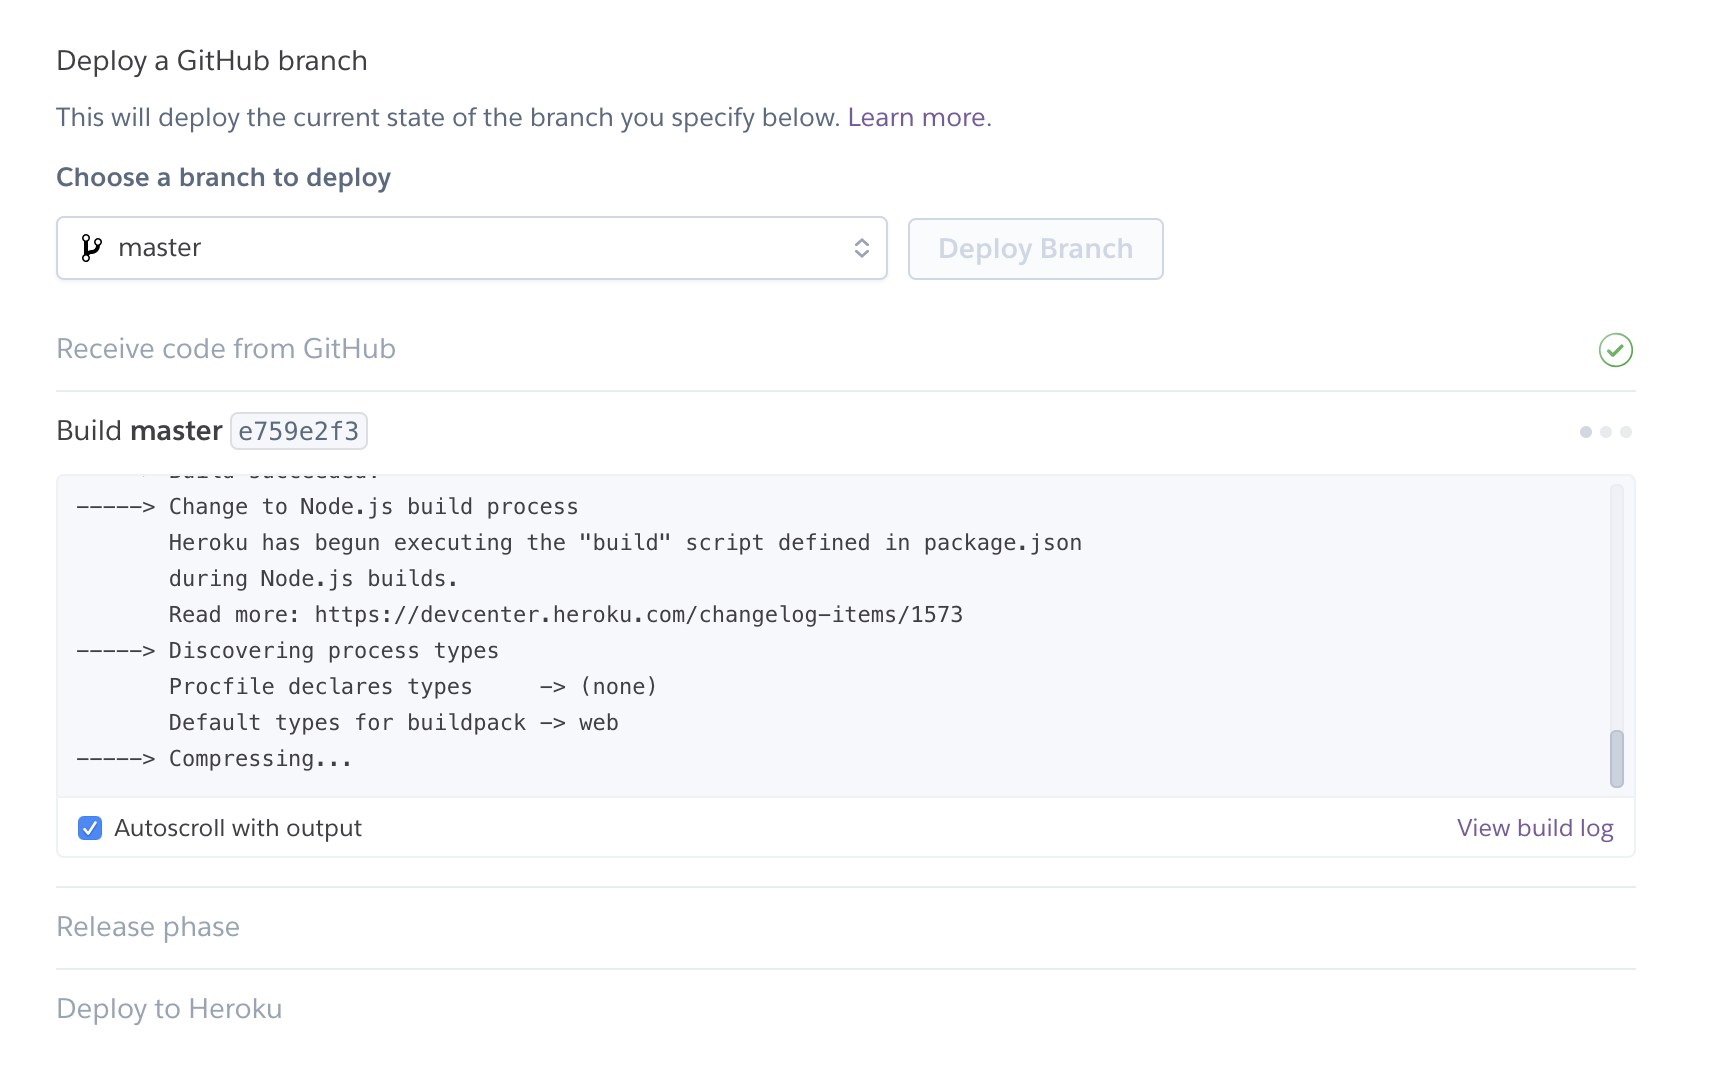 Deploy a GitHub branch
This will deploy the current state of the branch you specify below. Learn more.
Choose a branch to deploy
master
Deploy Branch
Receive code from GitHub
Build master e759e2f3
-----> Change to Node.js build process
Heroku has begun executing the "build" script defined in package.json
during Node.js builds.
Read more: https://devcenter.heroku.com/changelog-items/1573
-----> Discovering process types
Procfile declares types     -> (none)
Default types for buildpack -> web
-----> Compressing...
Autoscroll with output
View build log
Release phase
Deploy to Heroku